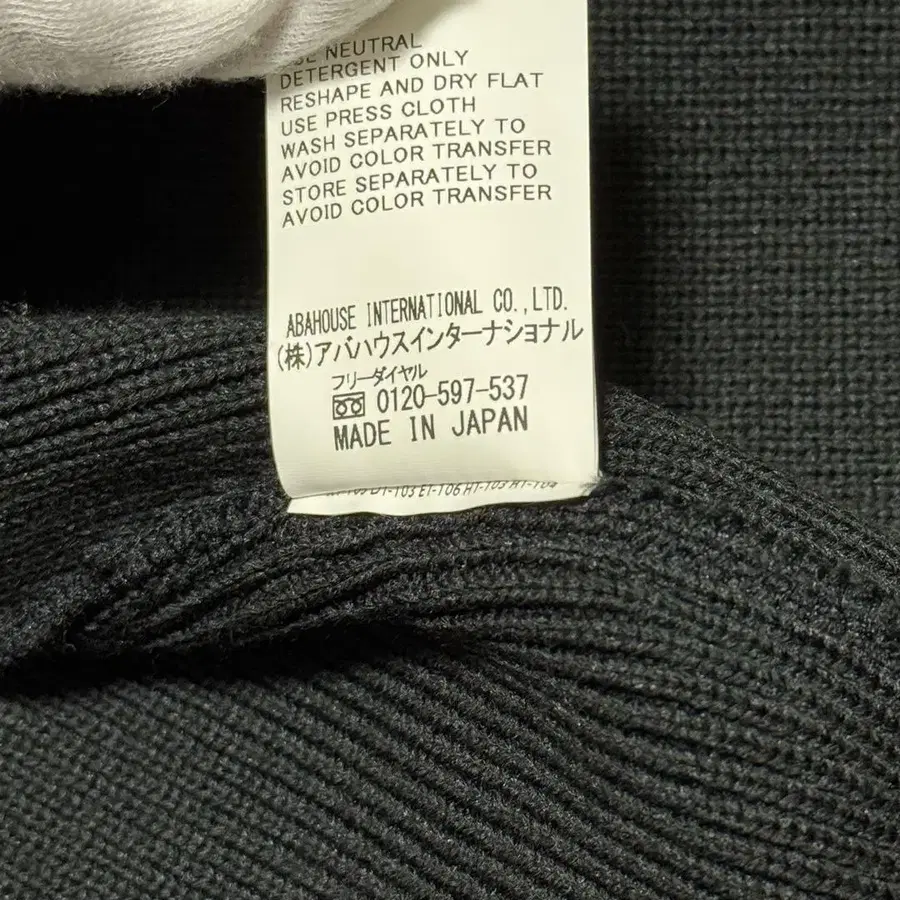 NEUTRAL
DETERGENT ONLY
RESHAPE AND DRY FLAT
USE PRESS CLOTH
WASH SEPARATELY TO
AVOID COLOR TRANSFER
STORE SEPARATELY TO
AVOID COLOR TRANSFER
ABAHOUSE INTERNATIONAL CO.,LTD.
(株)アバハウスインターナショナル
フリーダイヤル
0120-597-537
MADE IN JAPAN